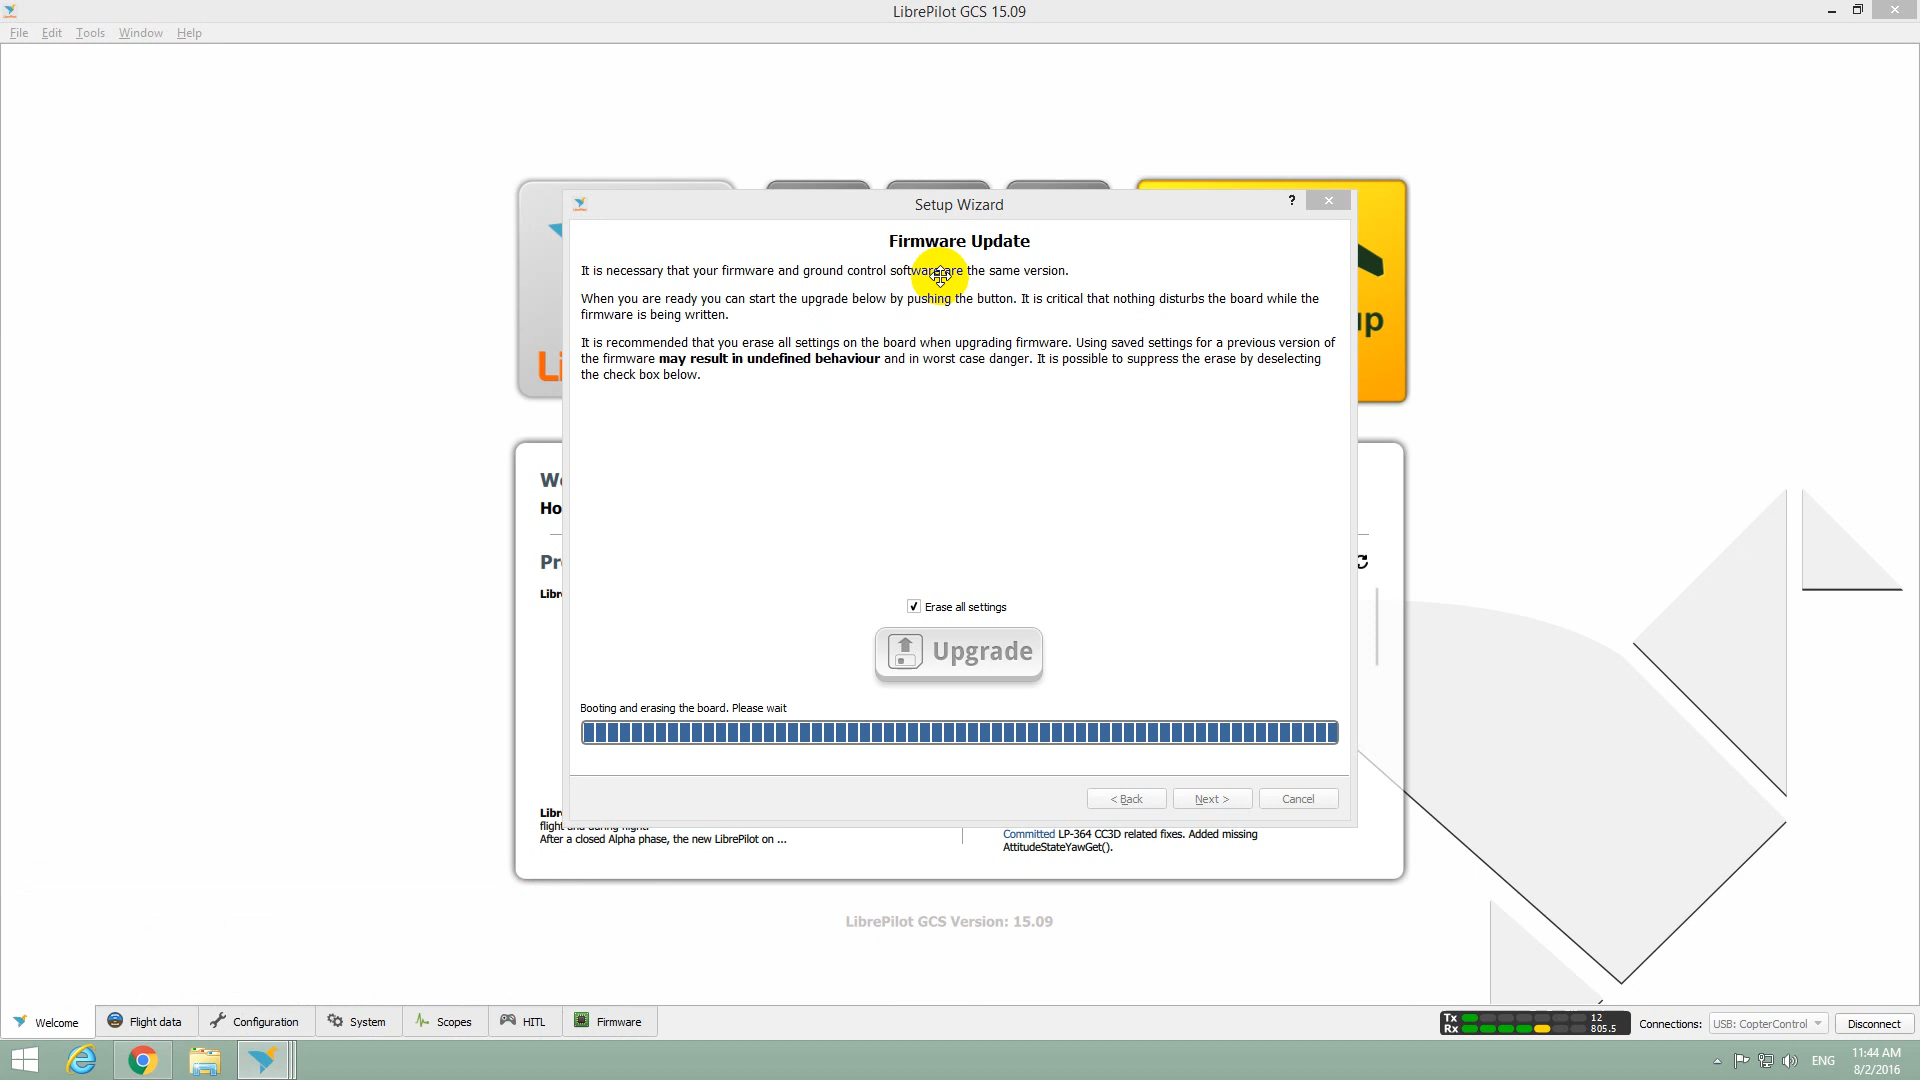 LibrePilot GCS 15.09
File Edit Tools Window Help
Setup Wizard
?
Firmware Update
It is necessary that your firmware and ground control software are the same version.
When you are ready you can start the upgrade below by pushing the button. It is critical that nothing disturbs the board while the
firmware is being written.
It is recommended that you erase all settings on the board when upgrading firmware. Using saved settings for a previous version of
the firmware may result in undefined behaviour and in worst case danger. It is possible to suppress the erase by deselecting
the check box below.
Li
up
We
Ho
Pr
Libr
Erase all settings
Upgrade
Booting and erasing the board. Please wait
< Back Next > Cancel
Libr
After a closed Alpha phase, the new LibrePilot on ...
Committed LP-364 CC3D related fixes. Added missing
AttitudeStateYawGet().
LibrePilot GCS Version: 15.09
Welcome Flight data Configuration System Scopes HITL Firmware
Tx 12
Rx 805.5
Connections: USB: CopterControl Disconnect
ENG
11:44 AM
8/2/2016